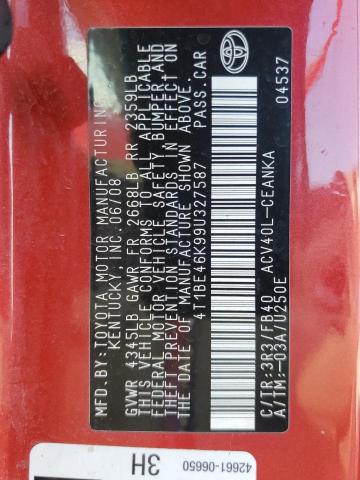 MFD.BY:TOYOTA MOTOR MANUFACTURING
KENTUCKY,INC.06/08
GVWR 4345LB GAWR FR 2668LB RR 2359LB
THIS VEHICLE CONFORMS TO ALL APPLICABLE
FEDERAL MOTOR VEHICLE SAFETY,BUMPER,AND
THEFT PREVENTION STANDARDS IN EFFECT ON
THE DATE OF MANUFACTURE SHOWN ABOVE.
4T1BE46K99U327587 PASS.CAR
C/TR:3R3/FB40 ACV40L-CEANKA
A/TM:-03A/U250E 04537
42661-06650
3H